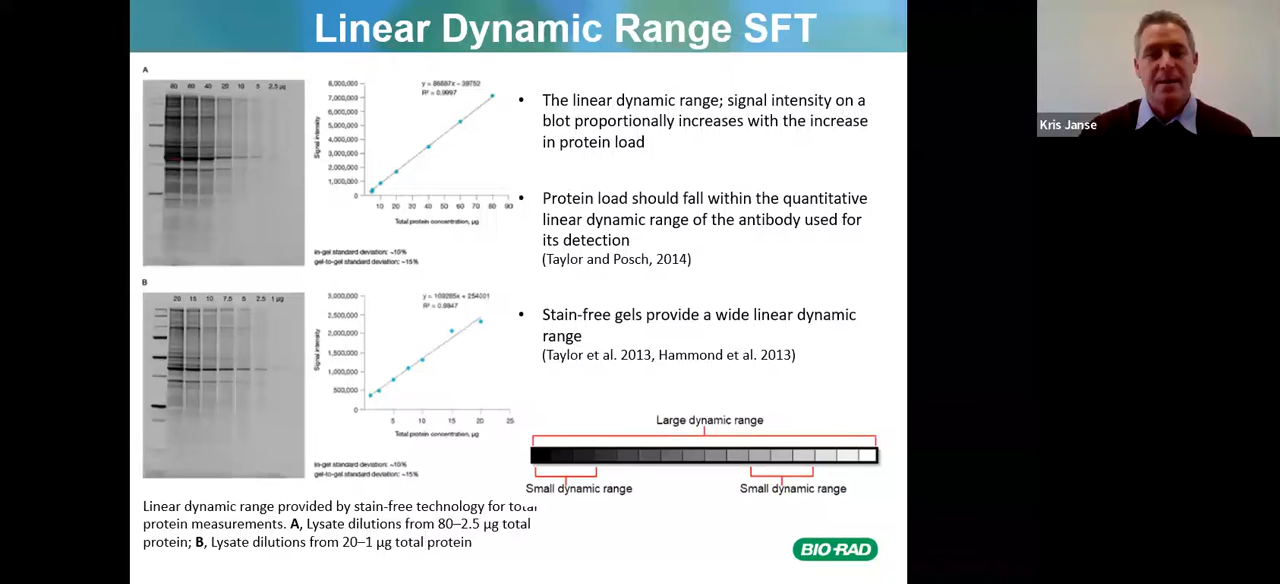 Linear Dynamic Range SFT
A
80 60 40 20 10 5 2.5 µg
8,000,000
7,000,000
6,000,000
5,000,000
4,000,000
3,000,000
2,000,000
1,000,000
0
Signal intensity
R² = 0.9997
10 20 30 40 50 60 70 80 90
Total protein concentration, µg
in-gel standard deviation: ~10%
gel-to-gel standard deviation: ~15%
B
20 15 10 7.5 5 2.5 1 µg
3,000,000
2,500,000
2,000,000
1,500,000
1,000,000
500,000
0
Signal intensity
R² = 0.9847
5 10 15 20 25
Total protein concentration, µg
in-gel standard deviation: ~10%
gel-to-gel standard deviation: ~15%
Linear dynamic range provided by stain-free technology for total
protein measurements. A, Lysate dilutions from 80–2.5 µg total
protein; B, Lysate dilutions from 20–1 µg total protein
• The linear dynamic range; signal intensity on a
blot proportionally increases with the increase
in protein load
• Protein load should fall within the quantitative
linear dynamic range of the antibody used for
its detection
(Taylor and Posch, 2014)
• Stain-free gels provide a wide linear dynamic
range
(Taylor et al. 2013, Hammond et al. 2013)
Large dynamic range
Small dynamic range
Small dynamic range
BIO-RAD
Kris Janse